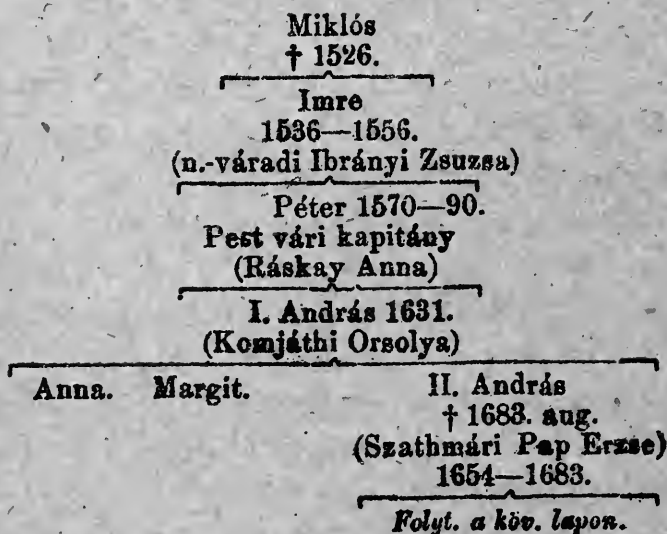 Miklós
† 1526.
Imre
1536—1556.
(n.-váradi Ibrányi Zsuzsa)
Péter 1570—90.
Pest vári kapitány
(Ráskay Anna)
I. András 1631.
(Komjáthi Orsolya)
Anna. Margit. II. András
† 1683. aug.
(Szathmári Pap Erzse)
1654—1683.
Folyt. a köv. lapon.